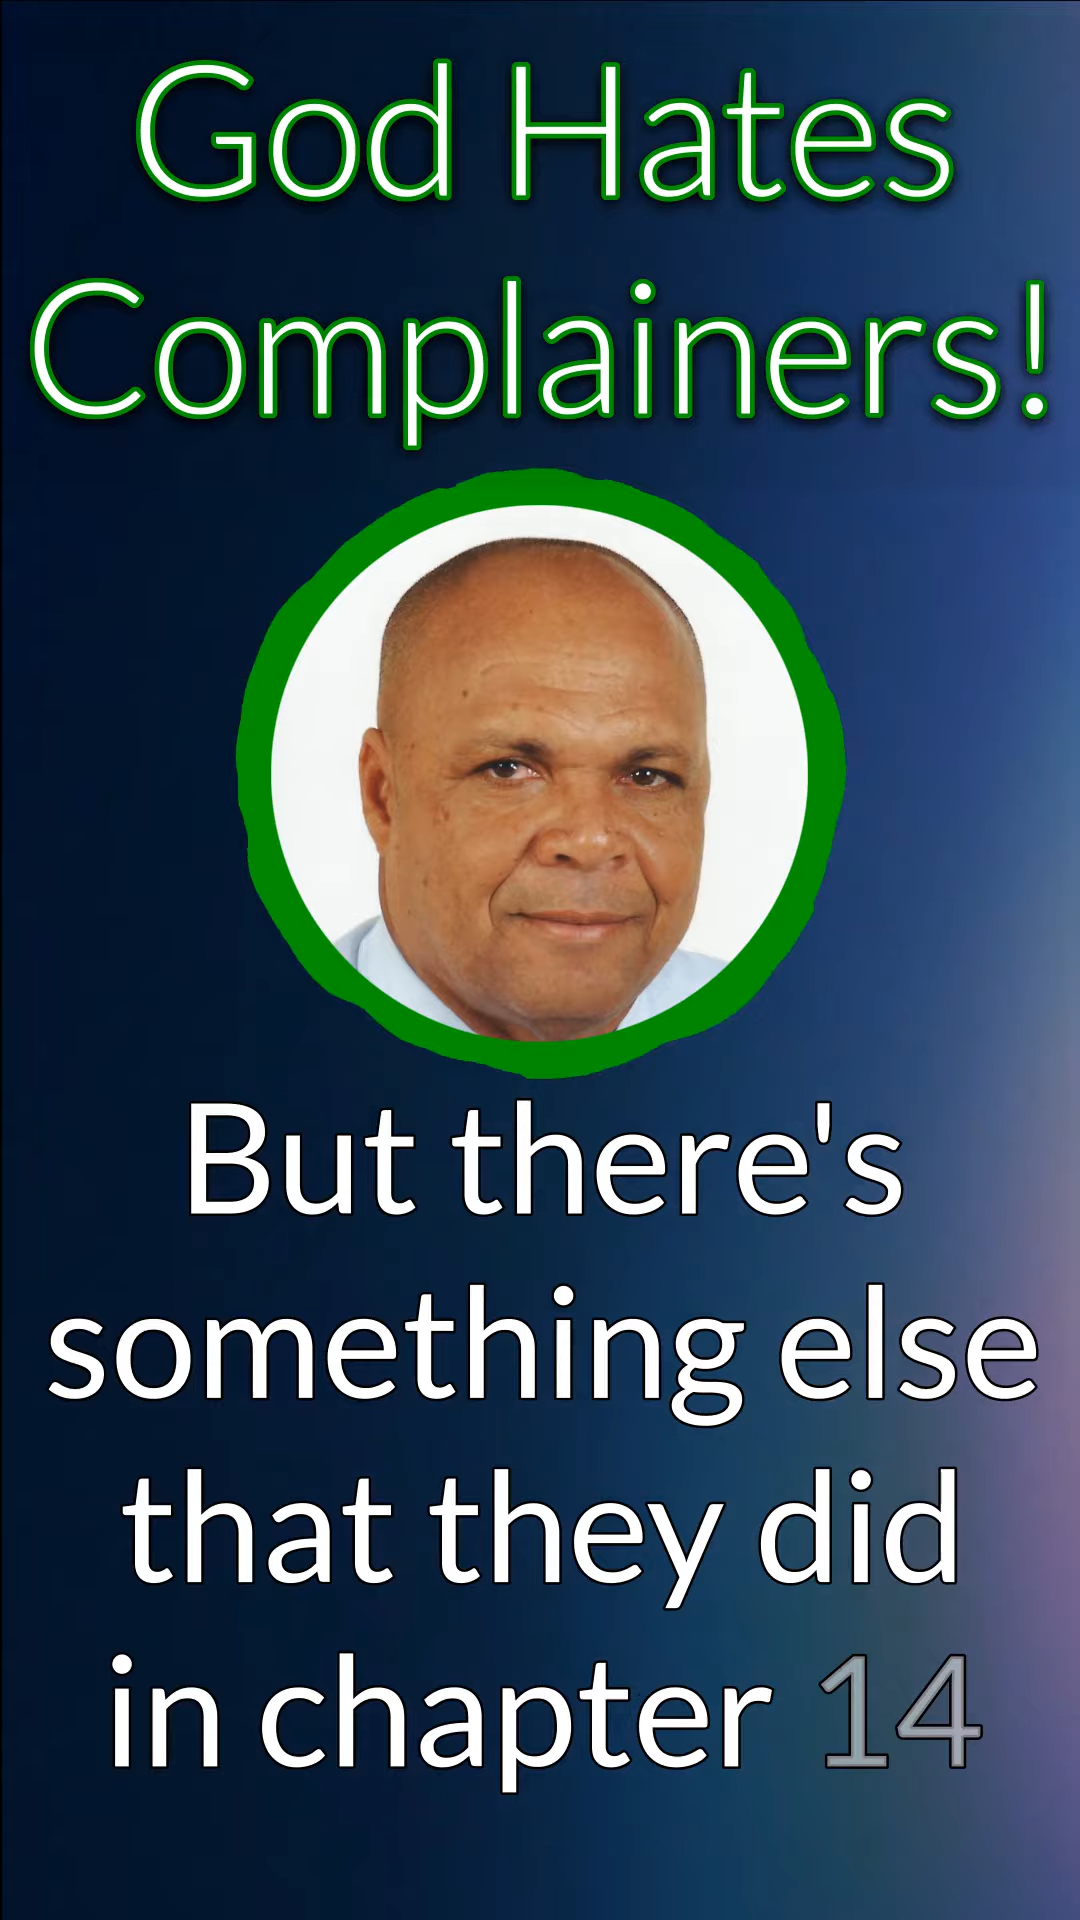 God Hates
Complainers!
But there's
something else
that they did
in chapter 14